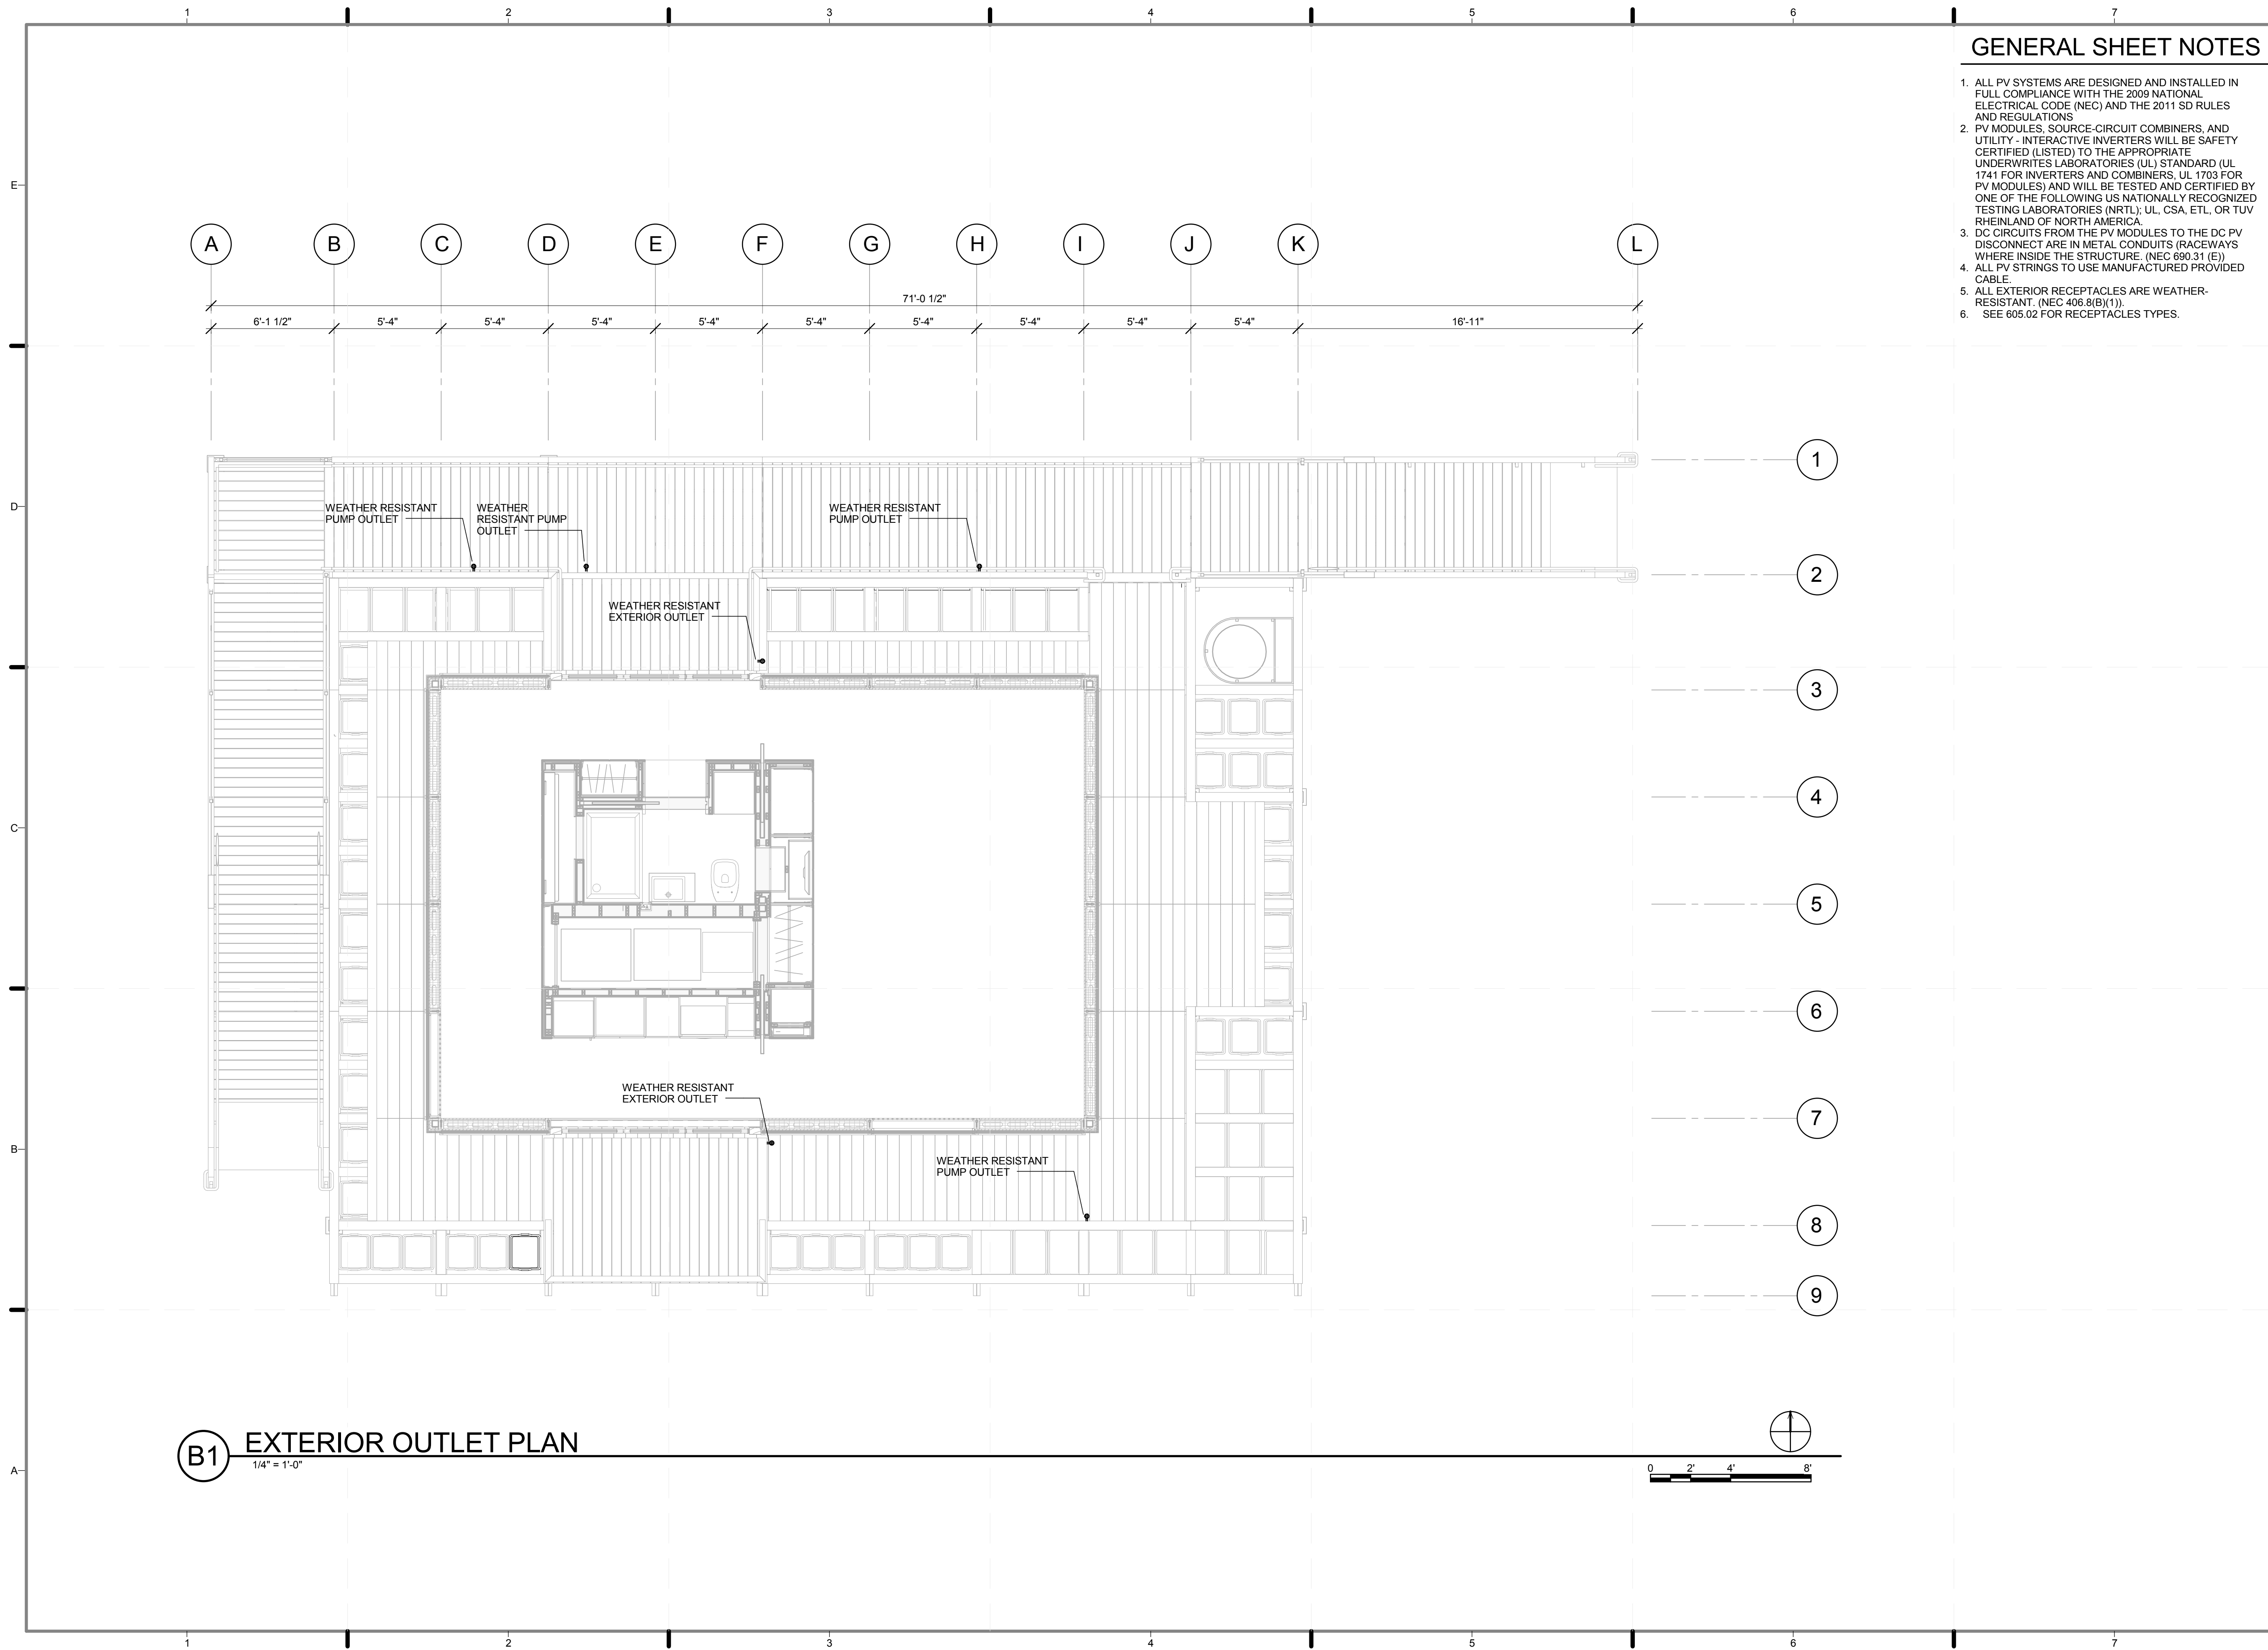 1 2 3 4 5 6 7
GENERAL SHEET NOTES
1. ALL PV SYSTEMS ARE DESIGNED AND INSTALLED IN
FULL COMPLIANCE WITH THE 2009 NATIONAL
ELECTRICAL CODE (NEC) AND THE 2011 SD RULES
AND REGULATIONS
2. PV MODULES, SOURCE-CIRCUIT COMBINERS, AND
UTILITY - INTERACTIVE INVERTERS WILL BE SAFETY
CERTIFIED (LISTED) TO THE APPROPRIATE
UNDERWRITES LABORATORIES (UL) STANDARD (UL
1741 FOR INVERTERS AND COMBINERS, UL 1703 FOR
PV MODULES) AND WILL BE TESTED AND CERTIFIED BY
ONE OF THE FOLLOWING US NATIONALLY RECOGNIZED
TESTING LABORATORIES (NRTL); UL, CSA, ETL, OR TUV
RHEINLAND OF NORTH AMERICA.
3. DC CIRCUITS FROM THE PV MODULES TO THE DC PV
DISCONNECT ARE IN METAL CONDUITS (RACEWAYS
WHERE INSIDE THE STRUCTURE. (NEC 690.31 (E))
4. ALL PV STRINGS TO USE MANUFACTURED PROVIDED
CABLE.
5. ALL EXTERIOR RECEPTACLES ARE WEATHER-
RESISTANT. (NEC 406.8(B)(1)).
6. SEE 605.02 FOR RECEPTACLES TYPES.
E
A B C D E F G H I J K L
71'-0 1/2"
6'-1 1/2" 5'-4" 5'-4" 5'-4" 5'-4" 5'-4" 5'-4" 5'-4" 5'-4" 5'-4" 16'-11"
1
D
WEATHER RESISTANT
PUMP OUTLET
WEATHER
RESISTANT PUMP
OUTLET
WEATHER RESISTANT
PUMP OUTLET
2
WEATHER RESISTANT
EXTERIOR OUTLET
3
4
C
5
6
WEATHER RESISTANT
EXTERIOR OUTLET
7
B
WEATHER RESISTANT
PUMP OUTLET
8
9
B1 EXTERIOR OUTLET PLAN
1/4" = 1'-0"
A
0 2' 4' 8'
1 2 3 4 5 6 7